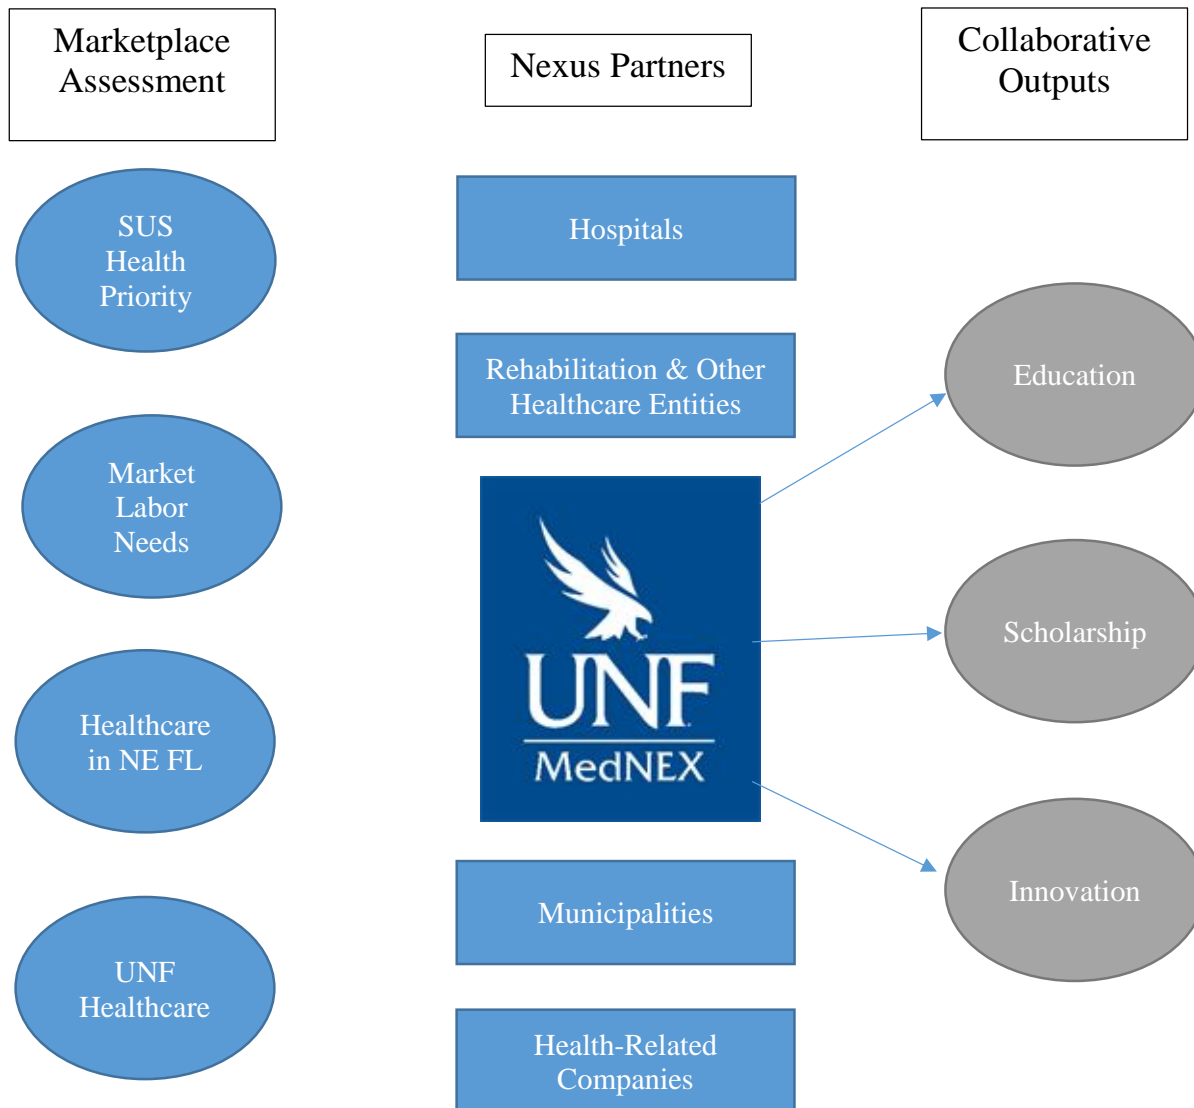 Marketplace
Assessment
Nexus Partners
Collaborative
Outputs
SUS
Health
Priority
Market
Labor
Needs
Healthcare
in NE FL
UNF
Healthcare
Hospitals
Rehabilitation & Other
Healthcare Entities
UNF
MedNEX
Municipalities
Health-Related
Companies
Education
Scholarship
Innovation